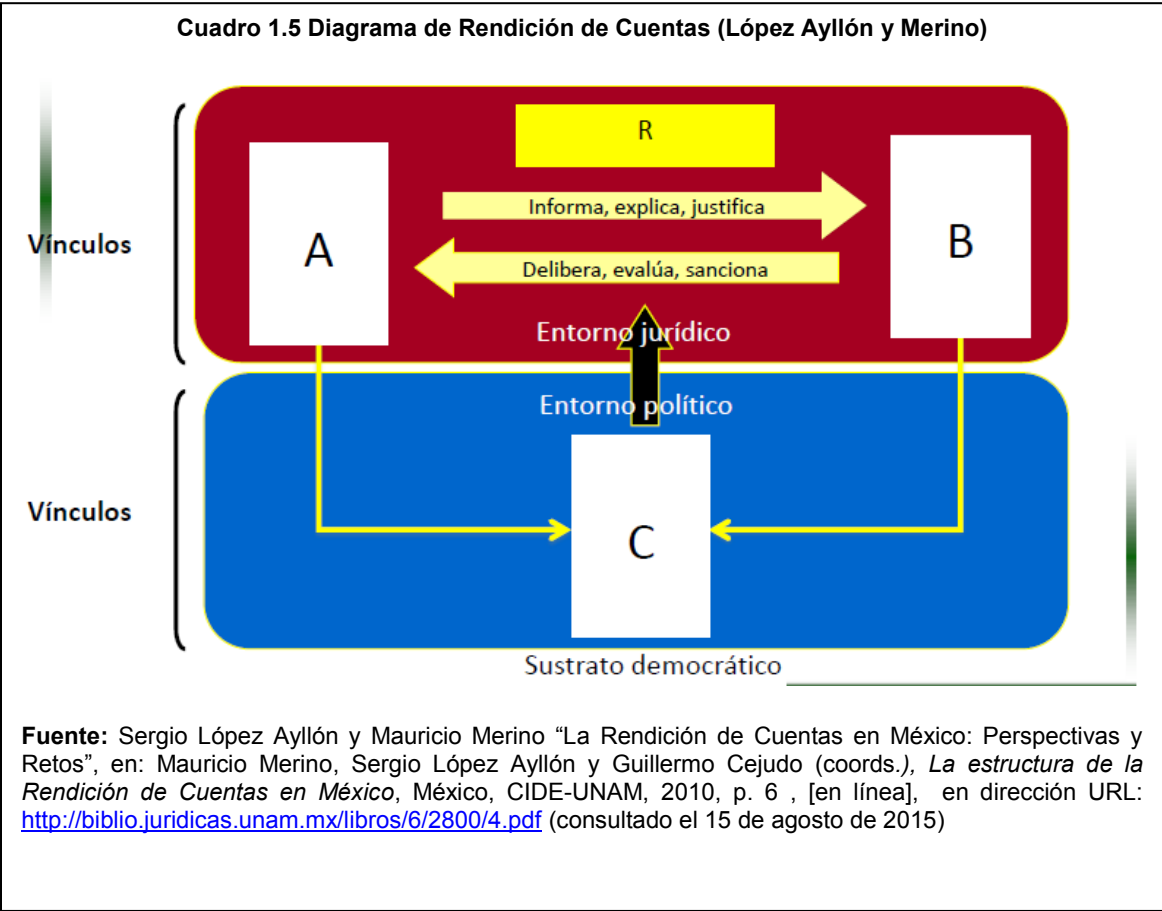 Cuadro 1.5 Diagrama de Rendición de Cuentas (López Ayllón y Merino)
R
Informa, explica, justifica
Vínculos
A
B
Delibera, evalúa, sanciona
Entorno jurídico
Entorno político
Vínculos
C
Sustrato democrático
Fuente: Sergio López Ayllón y Mauricio Merino “La Rendición de Cuentas en México: Perspectivas y
Retos”, en: Mauricio Merino, Sergio López Ayllón y Guillermo Cejudo (coords.), La estructura de la
Rendición de Cuentas en México, México, CIDE-UNAM, 2010, p. 6 , [en línea], en dirección URL:
http://biblio.juridicas.unam.mx/libros/6/2800/4.pdf (consultado el 15 de agosto de 2015)